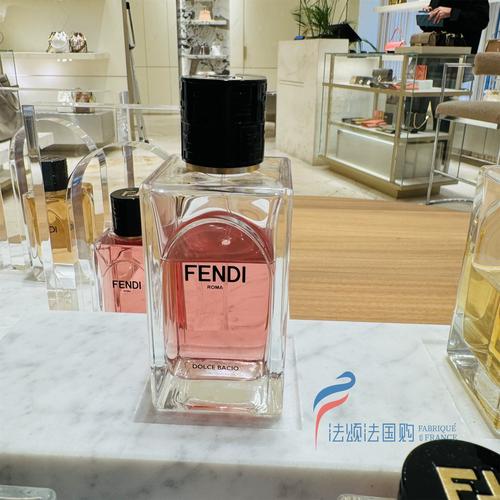 FENDI
ROMA
DOLCE BACIO
FENDI
法颂法国购
FABRIQUÉ
EN FRANCE